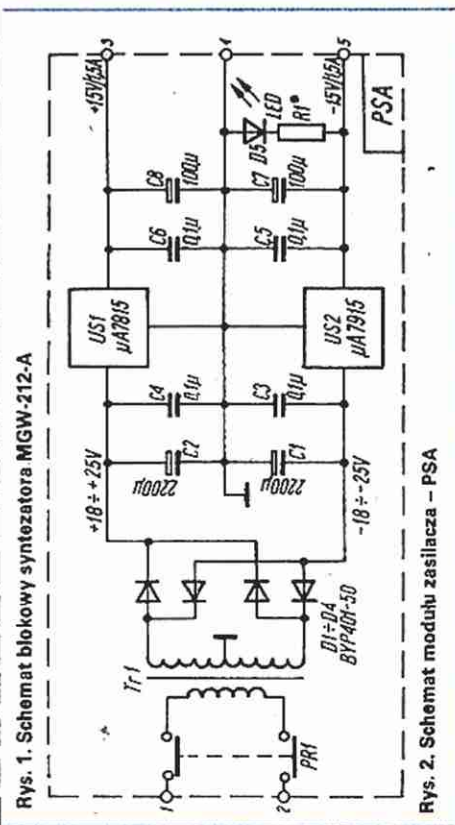 Rys. 1. Schemat blokowy syntezatora MGW-212-A
1
2
PR1
Tr1
D1÷D4
BYP401-50
+18÷+25V
-18÷-25V
C2
2200µ
C1
2200µ
C4
0,1µ
C3
0,1µ
US1
µA7815
US2
µA7915
C6
0,1µ
C5
0,1µ
C8
100µ
C7
100µ
D5
LED
R1*
+15V/1,5A
-15V/1,5A
3
4
5
PSA
Rys. 2. Schemat modułu zasilacza – PSA